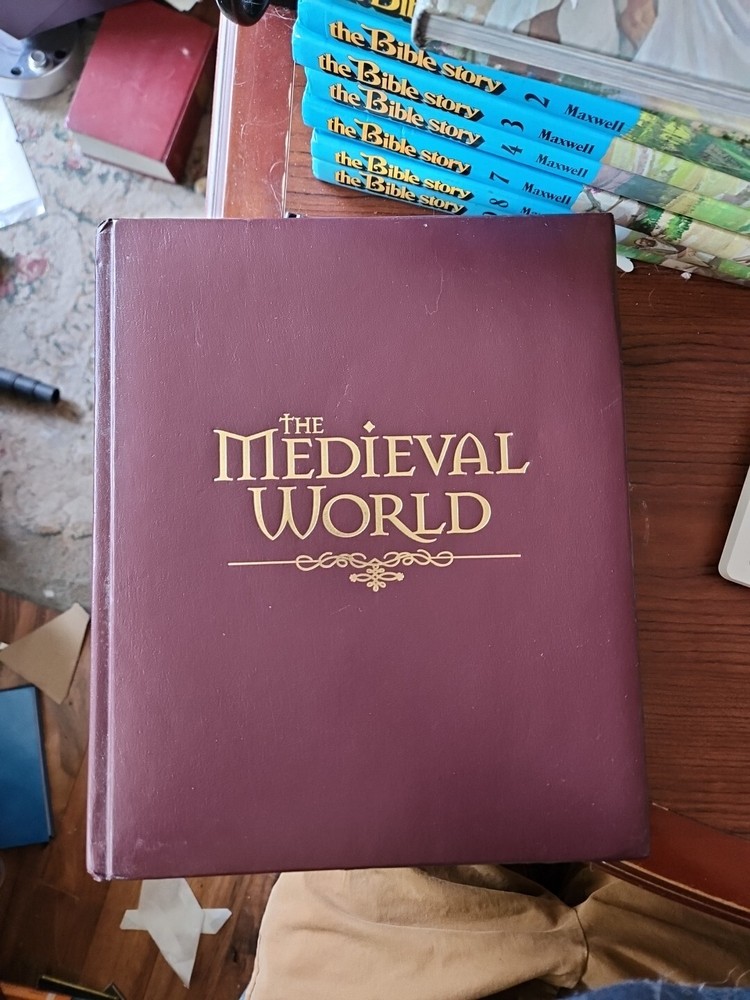 the Bible story 2 Maxwell
the Bible story 3 Maxwell
the Bible story 4 Maxwell
the Bible story 7 Maxwell
the Bible story 8
the Bible story
THE
MEDIEVAL
WORLD